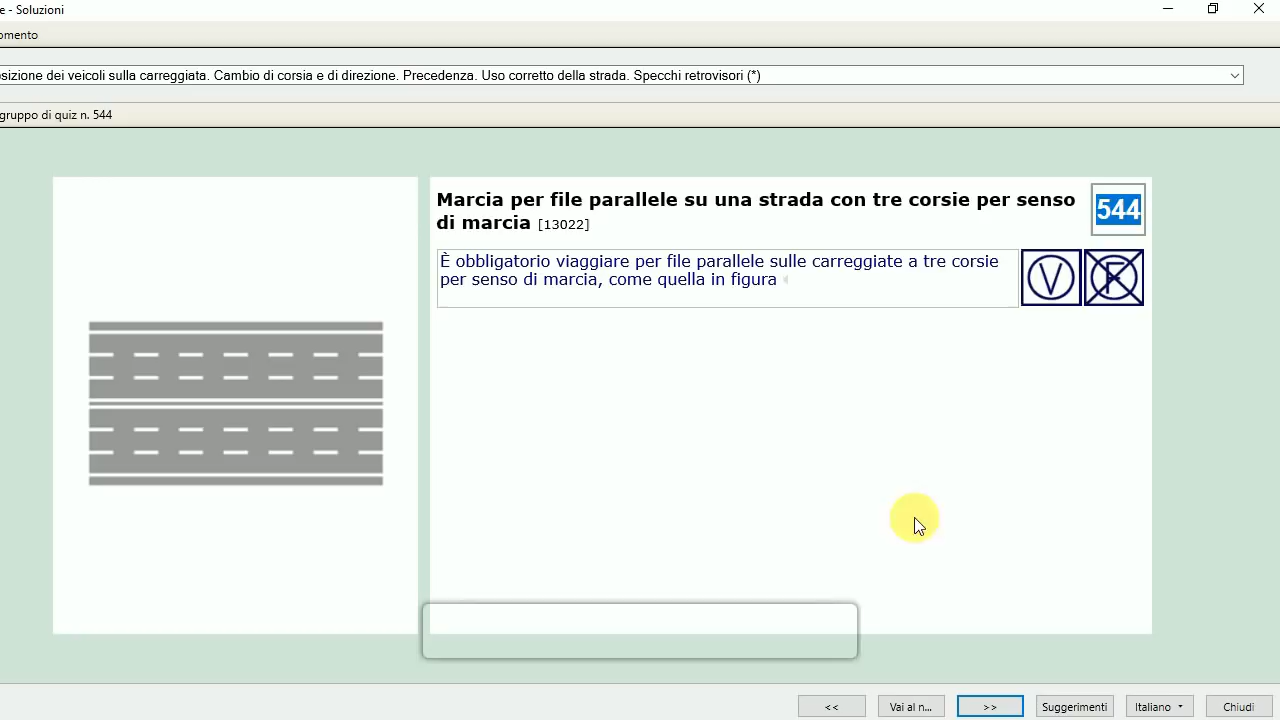 e - Soluzioni
omento
sizione dei veicoli sulla carreggiata. Cambio di corsia e di direzione. Precedenza. Uso corretto della strada. Specchi retrovisori (*)
gruppo di quiz n. 544
Marcia per file parallele su una strada con tre corsie per senso
di marcia [13022]
544
È obbligatorio viaggiare per file parallele sulle carreggiate a tre corsie
per senso di marcia, come quella in figura
V F
<< Vai al n... >> Suggerimenti Italiano Chiudi